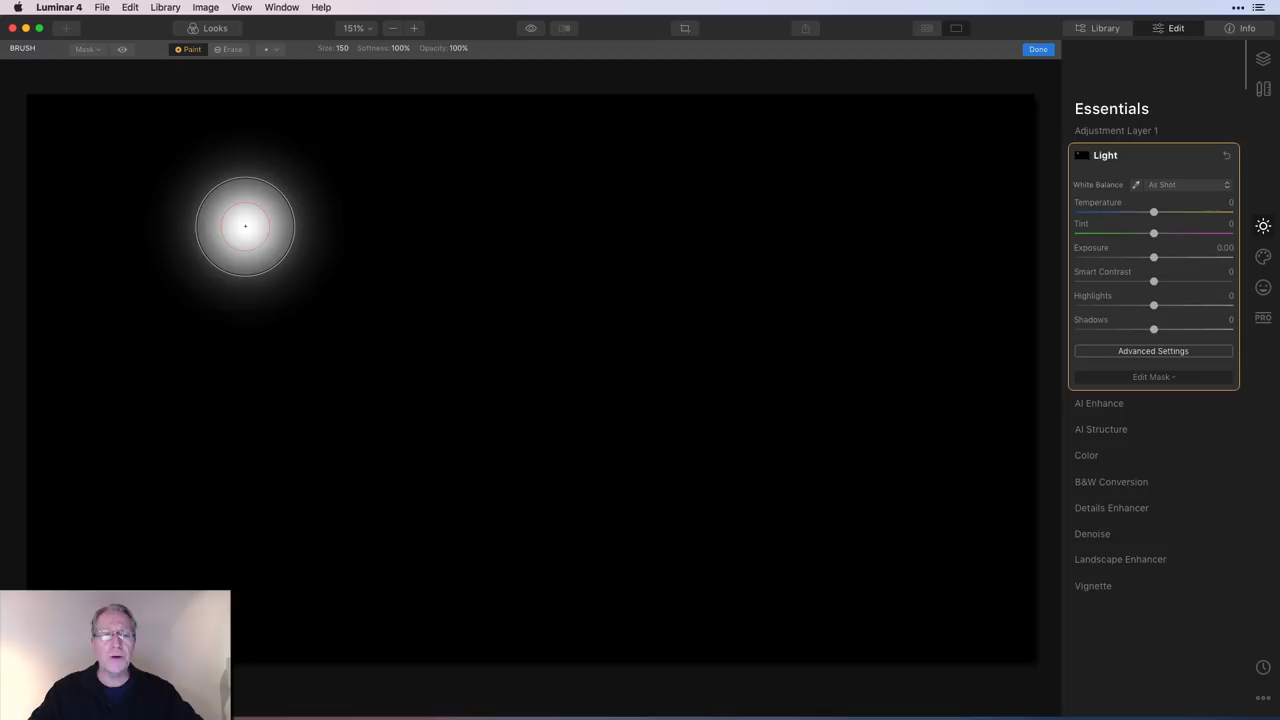 Luminar 4 File Edit Library Image View Window Help
Looks 151% Library Edit Info
BRUSH Mask Paint Erase Size: 150 Softness: 100% Opacity: 100% Done
Essentials
Adjustment Layer 1
Light
White Balance As Shot
Temperature 0
Tint 0
Exposure 0.00
Smart Contrast 0
Highlights 0
Shadows 0
PRO
Advanced Settings
Edit Mask
AI Enhance
AI Structure
Color
B&W Conversion
Details Enhancer
Denoise
Landscape Enhancer
Vignette